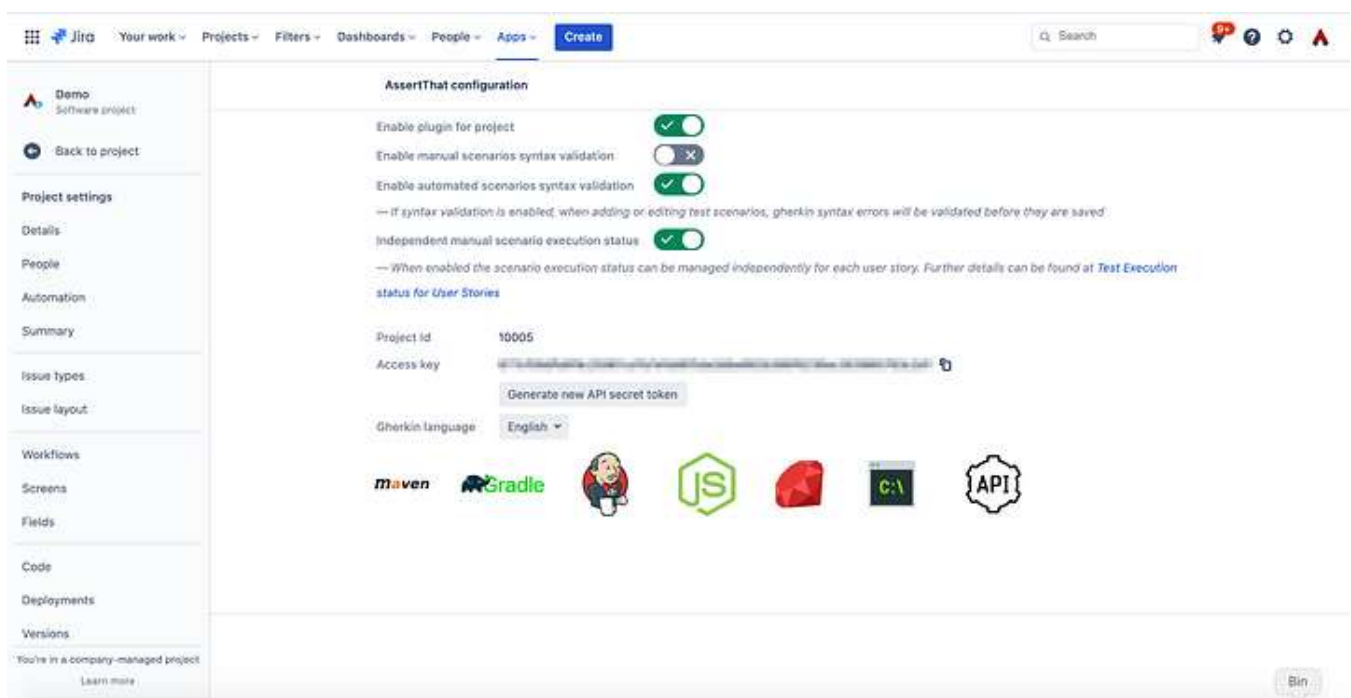 Jira Your work Projects Filters Dashboards People Apps Create Search 9+
Demo
Software project
Back to project
Project settings
Details
People
Automation
Summary
Issue types
Issue layout
Workflows
Screens
Fields
Code
Deployments
Versions
You're in a company-managed project
Learn more
AssertThat configuration
Enable plugin for project
Enable manual scenarios syntax validation
Enable automated scenarios syntax validation
— If syntax validation is enabled, when adding or editing test scenarios, gherkin syntax errors will be validated before they are saved
Independent manual scenario execution status
— When enabled the scenario execution status can be managed independently for each user story. Further details can be found at Test Execution
status for User Stories
Project Id 10005
Access key
Generate new API secret token
Gherkin language English
maven Gradle JS C:\ API
Bin